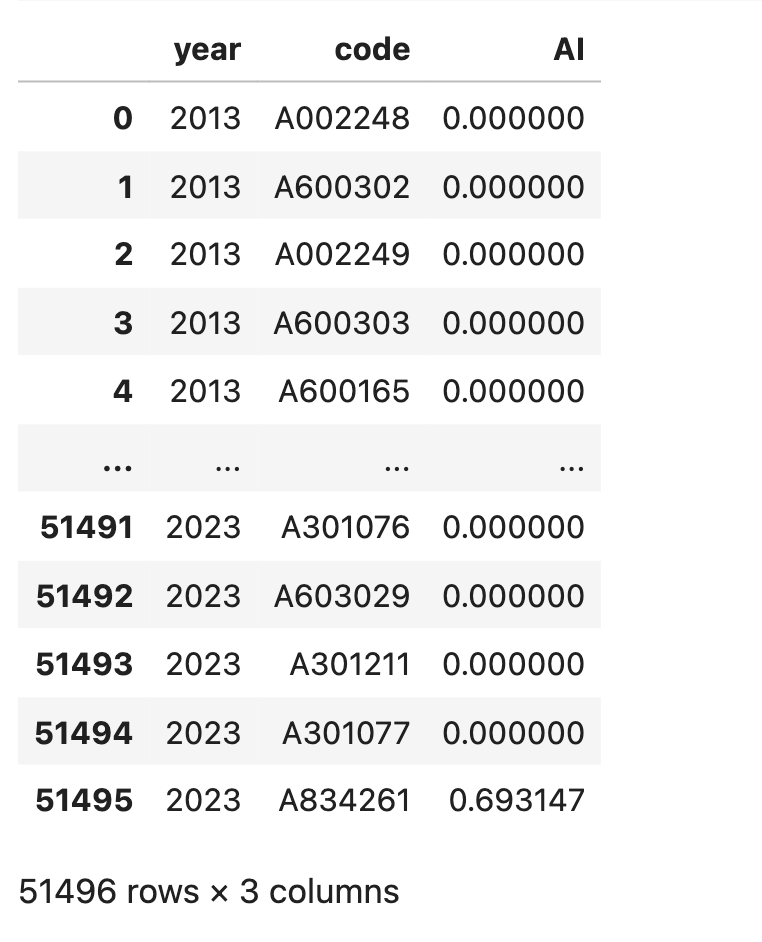 year code AI
0 2013 A002248 0.000000
1 2013 A600302 0.000000
2 2013 A002249 0.000000
3 2013 A600303 0.000000
4 2013 A600165 0.000000
... ... ... ...
51491 2023 A301076 0.000000
51492 2023 A603029 0.000000
51493 2023 A301211 0.000000
51494 2023 A301077 0.000000
51495 2023 A834261 0.693147
51496 rows × 3 columns